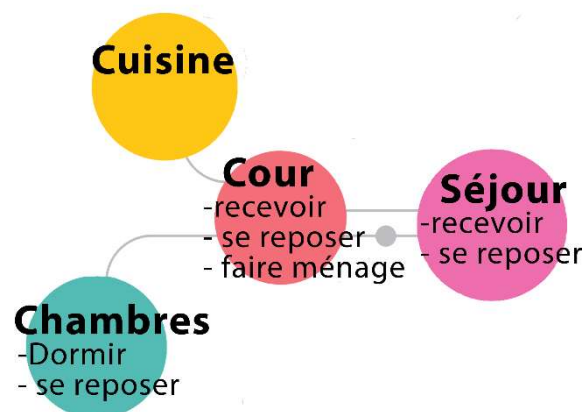 Cuisine
Cour
-recevoir
- se reposer
- faire ménage
Séjour
-recevoir
- se reposer
Chambres
-Dormir
- se reposer